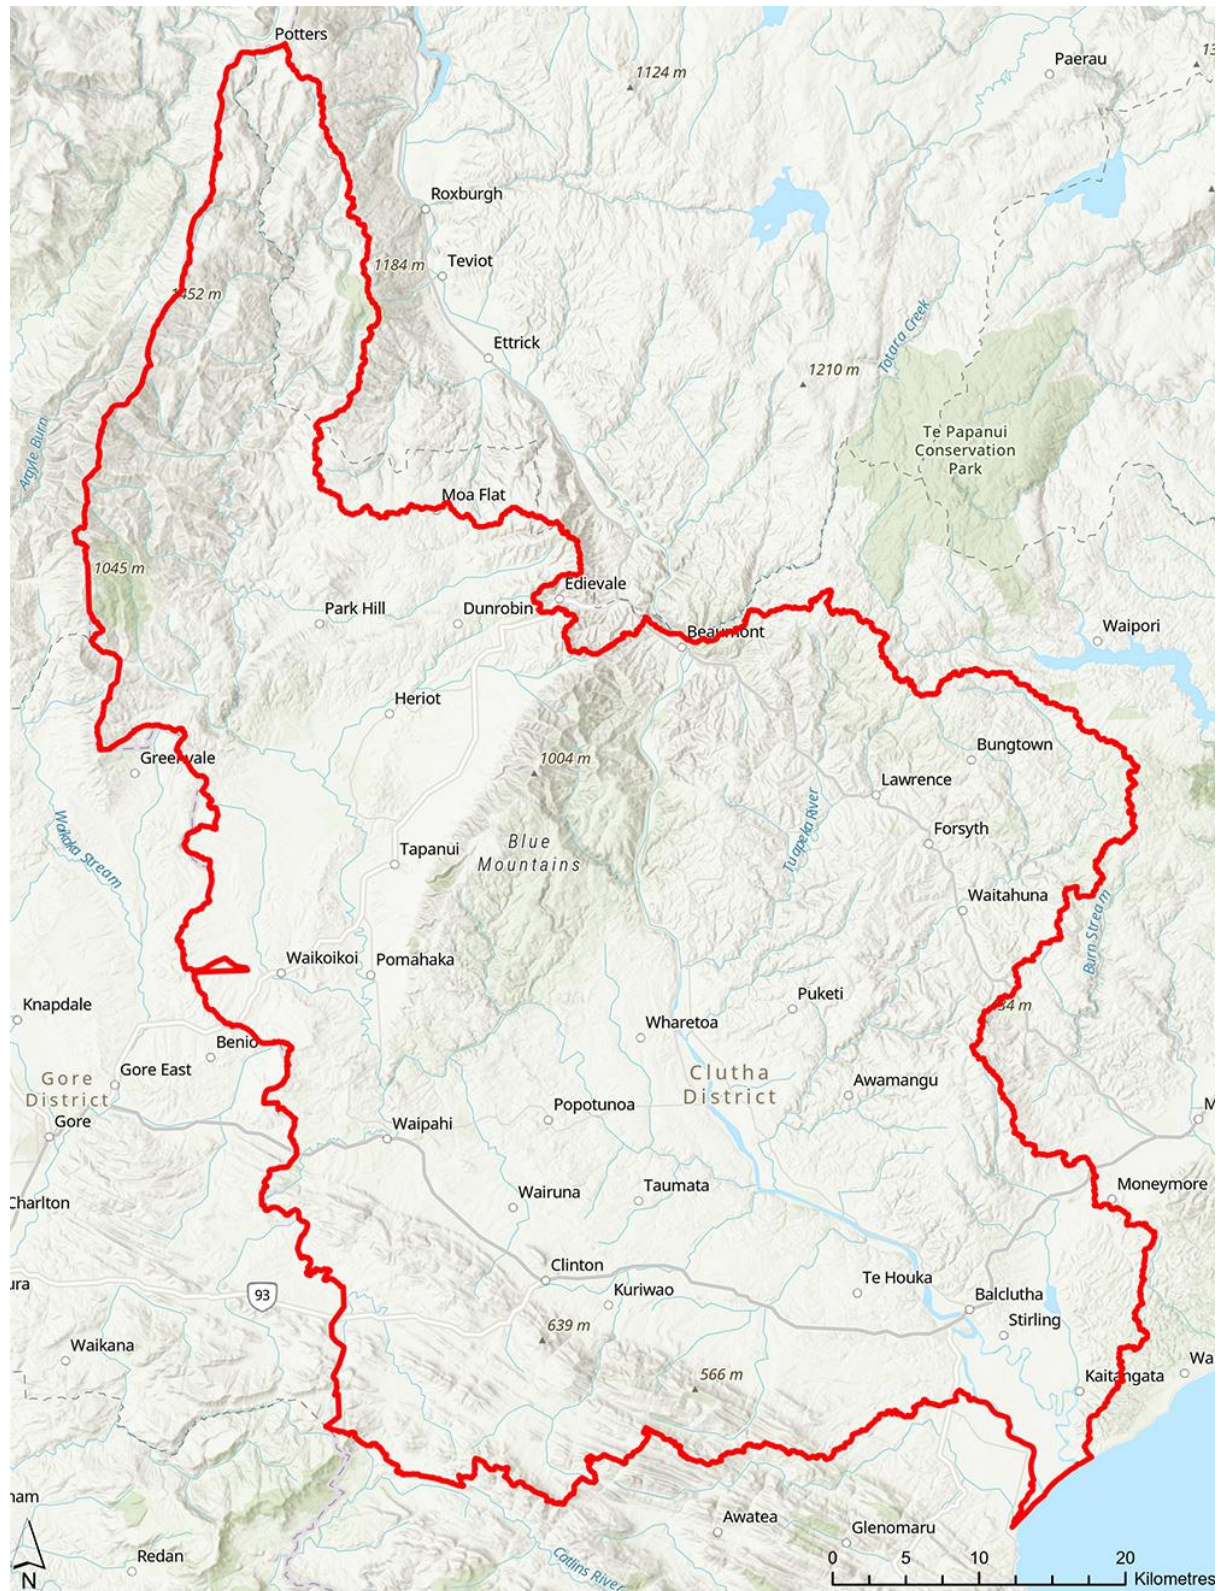 Potters
Paerau
1124 m
Roxburgh
Teviot
1184 m
1452 m
Totara Creek
Ettrick
1210 m
Te Papanui
Conservation
Park
Argyle Burn
Moa Flat
1045 m
Edievale
Park Hill
Dunrobin
Beaumont
Waipori
Heriot
Bungtown
Greenvale
1004 m
Lawrence
Tuapeka River
Forsyth
Waikaka Stream
Blue
Mountains
Tapanui
Waitahuna
Burn Stream
Waikoikoi
Pomahaka
Puketi
Knapdale
Wharetoa
Benio
Gore East
Gore
District
Clutha
District
Awamangu
Gore
Popotunoa
Waipahi
Charlton
Wairuna
Taumata
Moneymore
Clinton
Te Houka
Kuriwao
93
Balclutha
Stirling
639 m
Waikana
566 m
Kaitangata
Wa
Awatea
Glenomaru
Redan
Catlins River
N
0 5 10 20
Kilometres